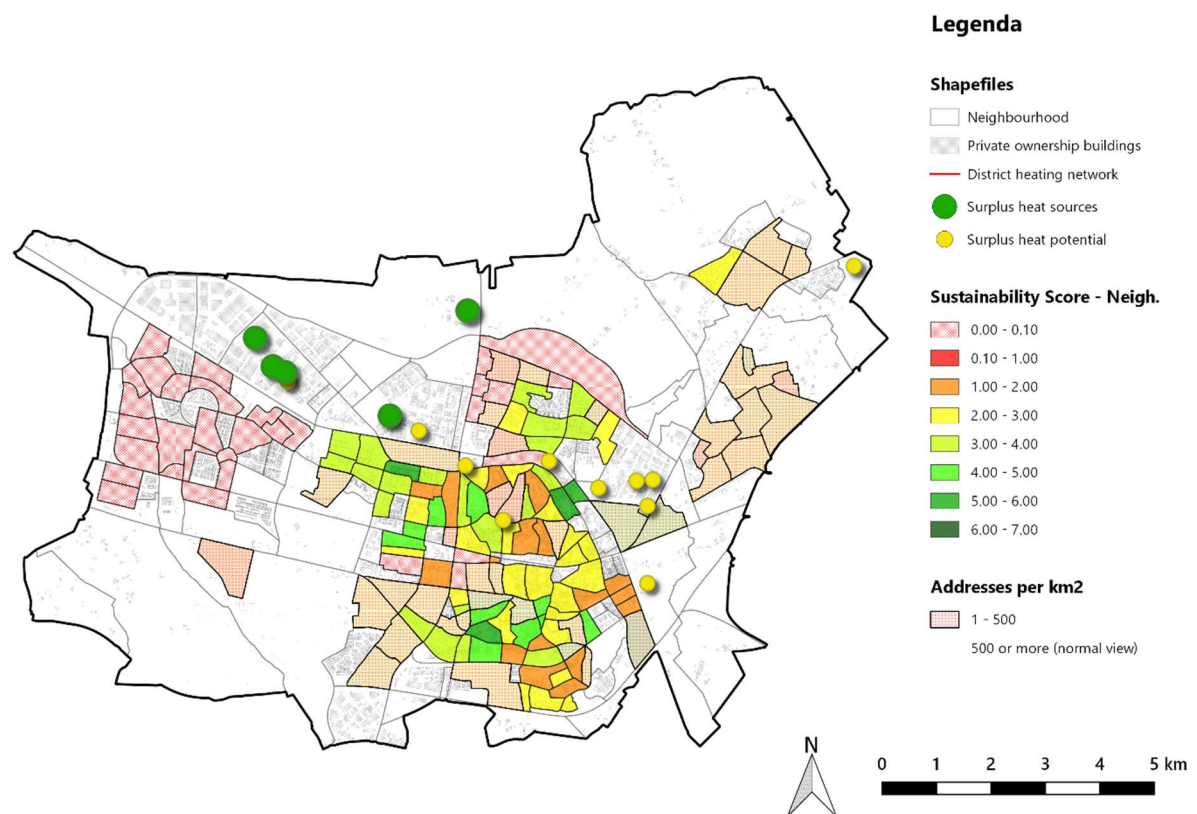 Legenda
Shapefiles
Neighbourhood
Private ownership buildings
District heating network
Surplus heat sources
Surplus heat potential
Sustainability Score - Neigh.
0.00 - 0.10
0.10 - 1.00
1.00 - 2.00
2.00 - 3.00
3.00 - 4.00
4.00 - 5.00
5.00 - 6.00
6.00 - 7.00
Addresses per km2
1 - 500
500 or more (normal view)
N
0 1 2 3 4 5 km